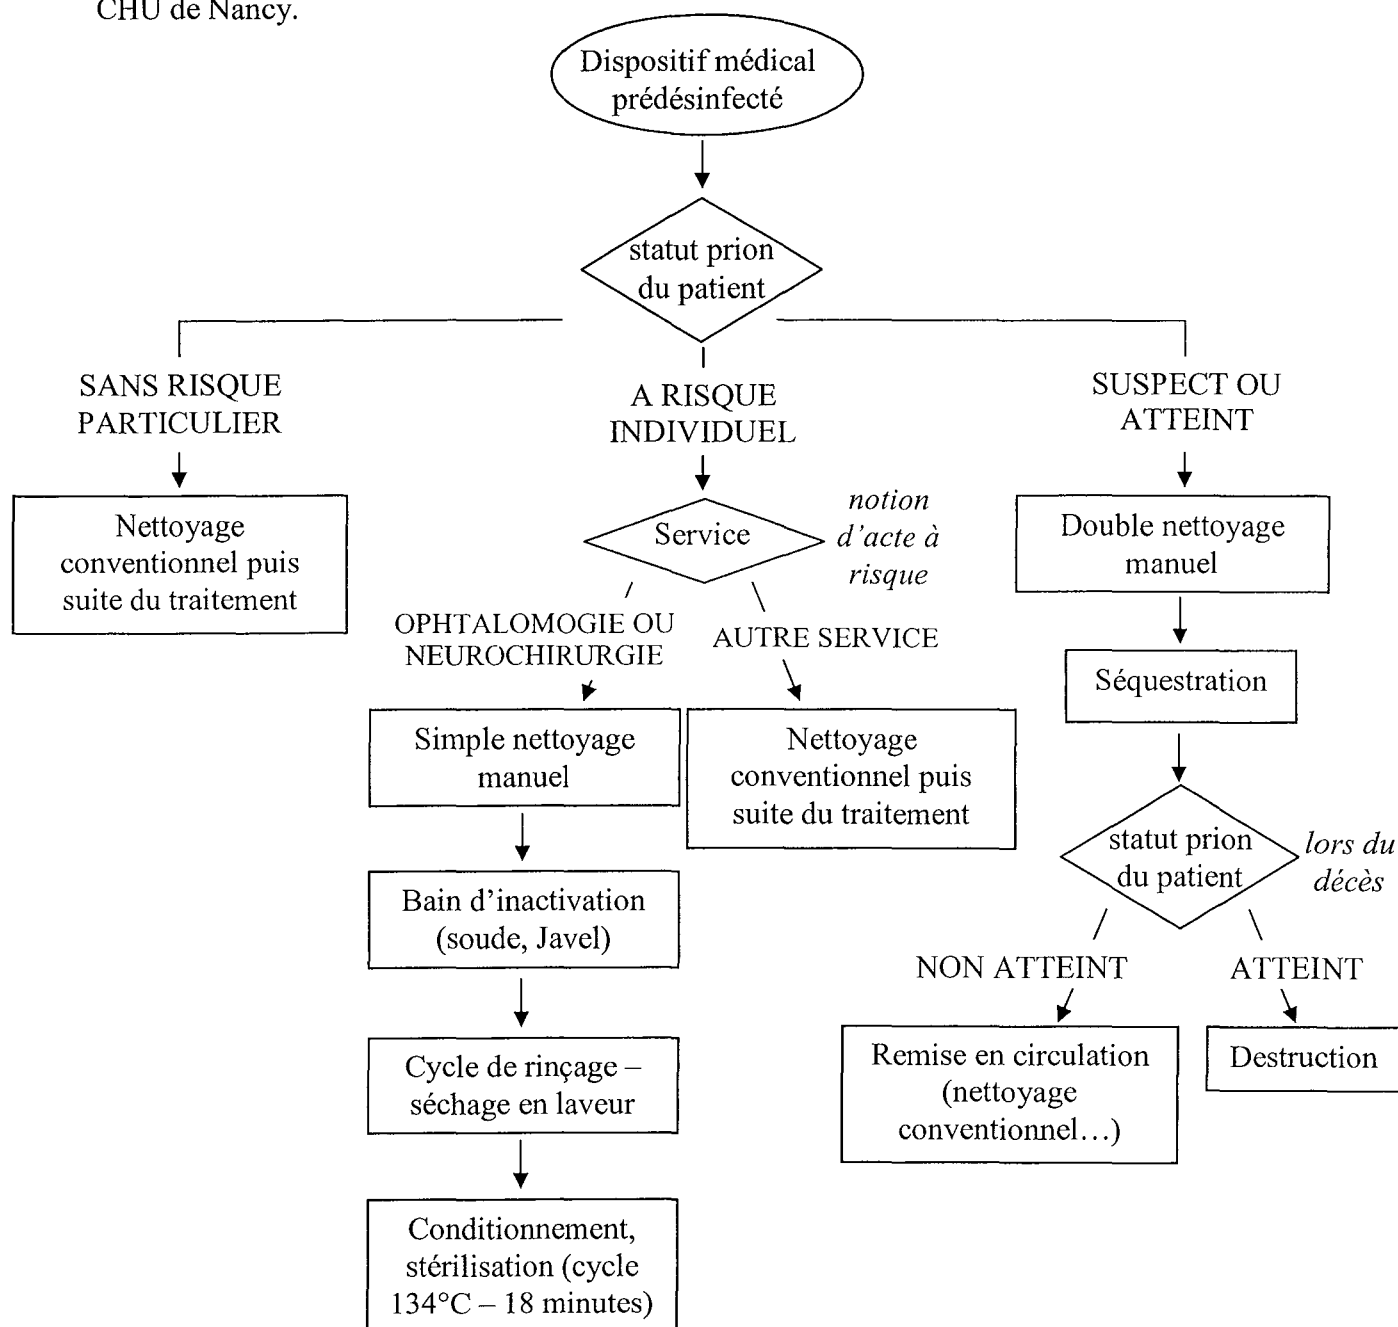 CHU de Nancy.
Dispositif médical
prédésinfecté
statut prion
du patient
SANS RISQUE
PARTICULIER
A RISQUE
INDIVIDUEL
SUSPECT OU
ATTEINT
Nettoyage
conventionnel puis
suite du traitement
Service
notion
d'acte à
risque
Double nettoyage
manuel
OPHTALOMOGIE OU
NEUROCHIRURGIE
AUTRE SERVICE
Séquestration
Simple nettoyage
manuel
Nettoyage
conventionnel puis
suite du traitement
statut prion
du patient
lors du
décès
Bain d'inactivation
(soude, Javel)
NON ATTEINT
ATTEINT
Cycle de rinçage –
séchage en laveur
Remise en circulation
(nettoyage
conventionnel…)
Destruction
Conditionnement,
stérilisation (cycle
134°C – 18 minutes)